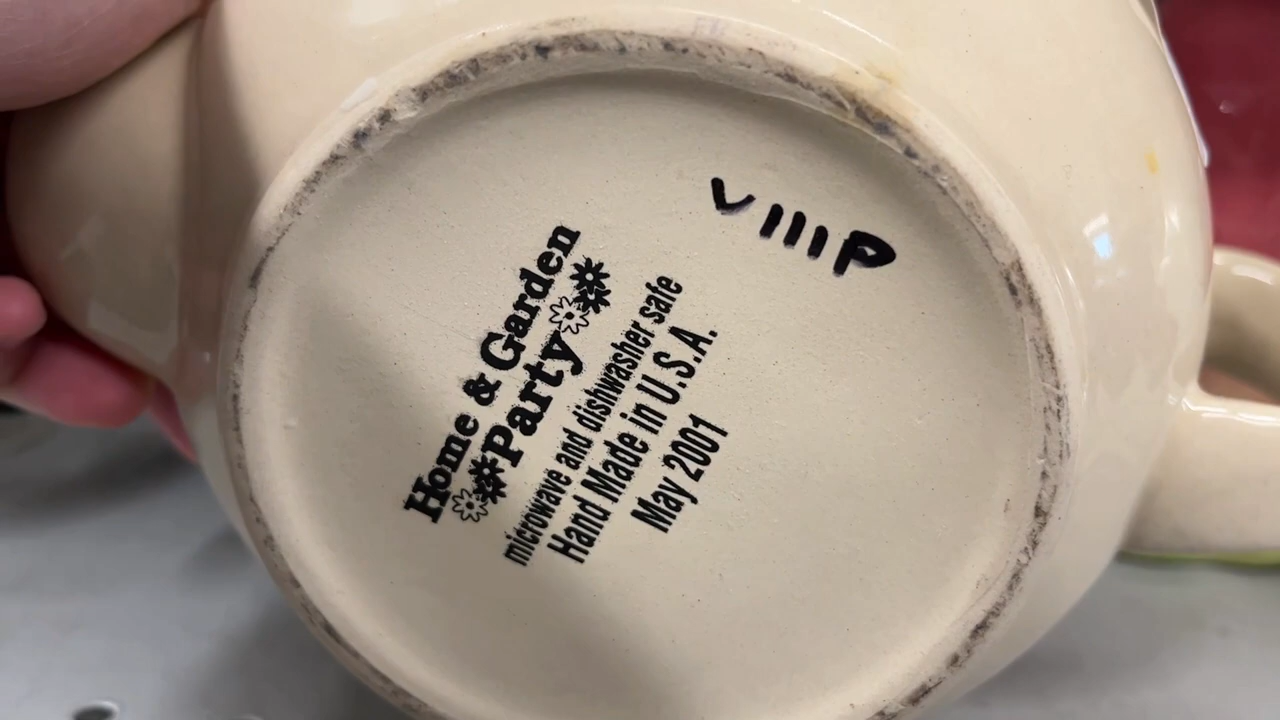 Home & Garden
Party
microwave and dishwasher safe
Hand Made in U.S.A.
May 2001
VIIIP